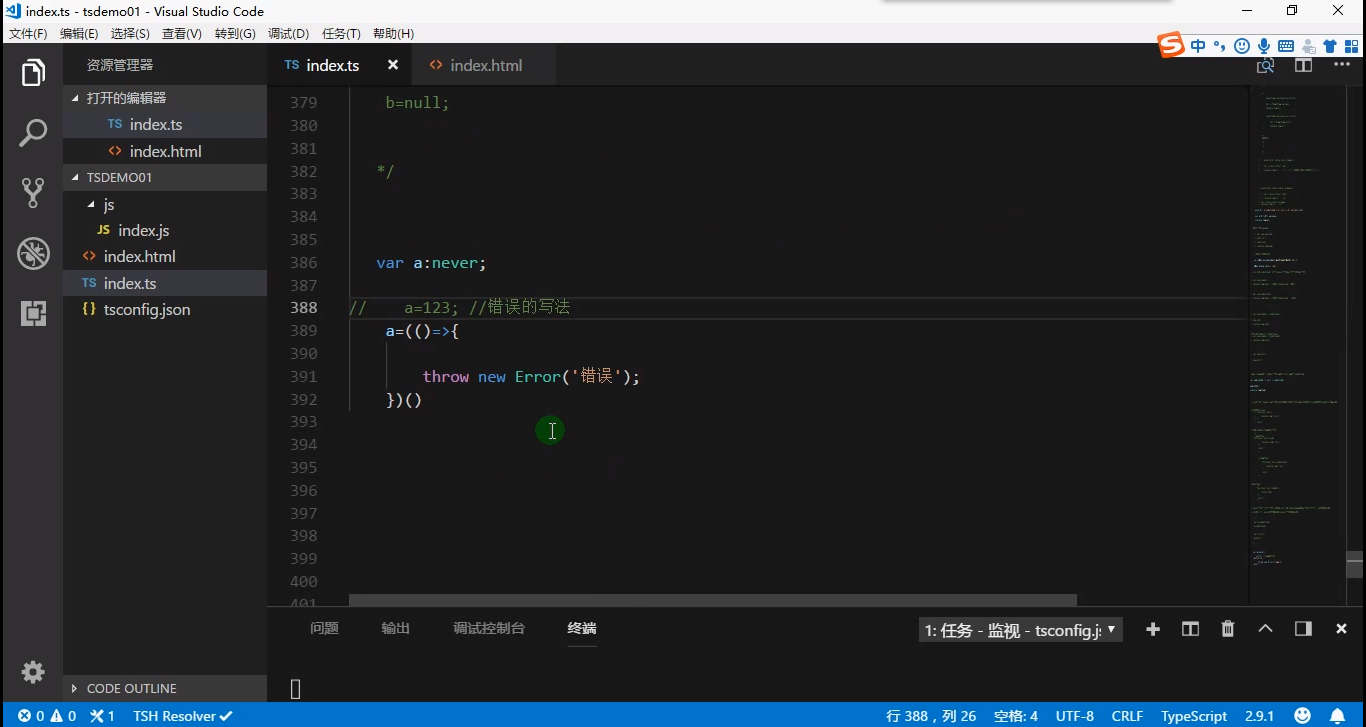 index.ts - tsdemo01 - Visual Studio Code
文件(F) 编辑(E) 选择(S) 查看(V) 转到(G) 调试(D) 任务(T) 帮助(H)
中
资源管理器
TS index.ts
<> index.html
打开的编辑器
TS index.ts
<> index.html
TSDEMO01
js
JS index.js
<> index.html
TS index.ts
{} tsconfig.json
CODE OUTLINE
379 b=null;
380
381
382 */
383
384
385
386 var a:never;
387
388 // a=123; //错误的写法
389 a=(()=>{
390
391 throw new Error('错误');
392 })()
393
394
395
396
397
398
399
400
401
问题 输出 调试控制台 终端
1: 任务 - 监视 - tsconfig.j
0 0 1 TSH Resolver
行 388，列 26 空格: 4 UTF-8 CRLF TypeScript 2.9.1